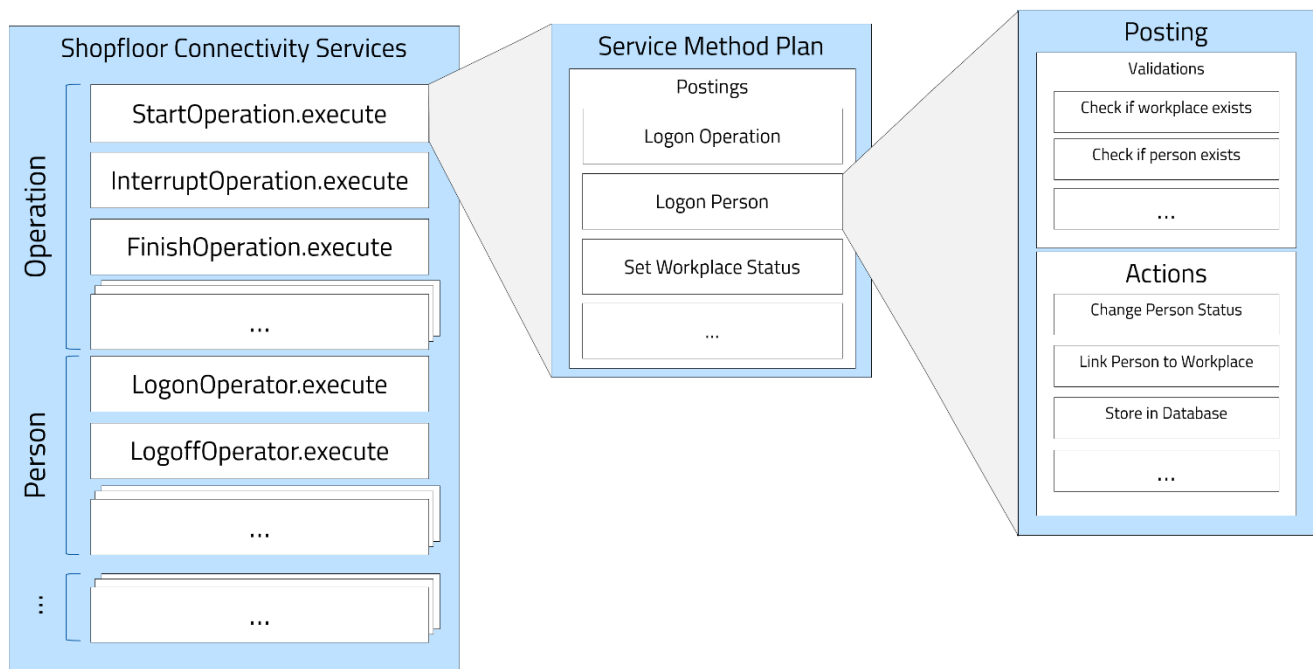 Shopfloor Connectivity Services
Operation
StartOperation.execute
InterruptOperation.execute
FinishOperation.execute
...
Person
LogonOperator.execute
LogoffOperator.execute
...
...
...
Service Method Plan
Postings
Logon Operation
Logon Person
Set Workplace Status
...
Posting
Validations
Check if workplace exists
Check if person exists
...
Actions
Change Person Status
Link Person to Workplace
Store in Database
...